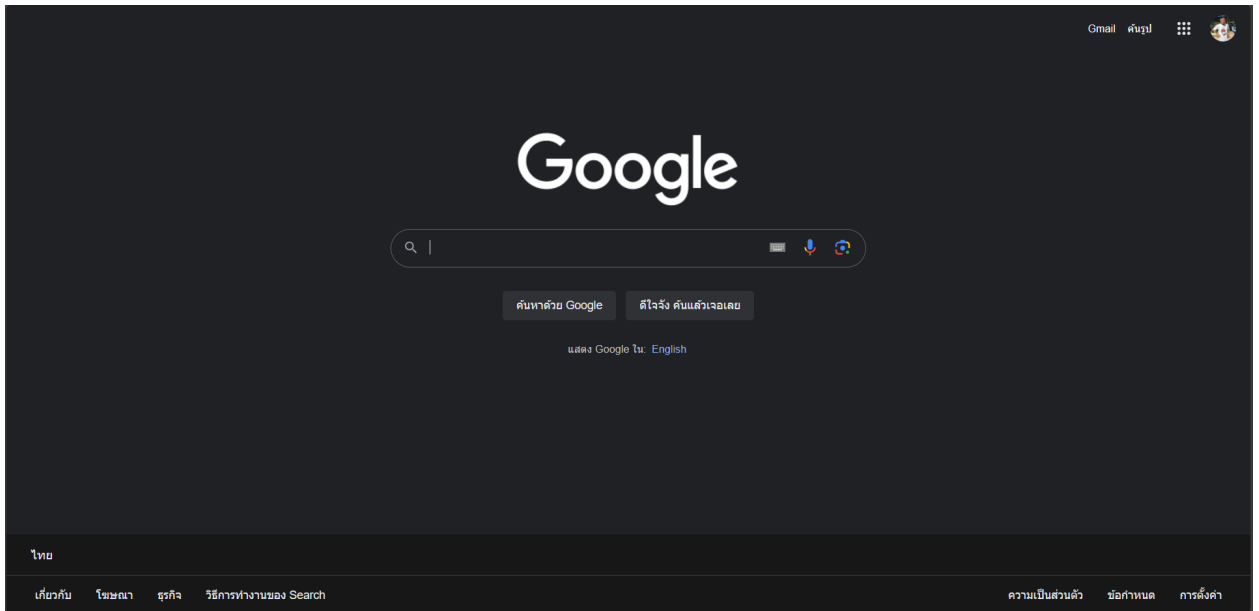 Gmail ค้นรูป
Google
ค้นหาด้วย Google ดีใจจัง ค้นแล้วเจอเลย
แสดง Google ใน: English
ไทย
เกี่ยวกับ โฆษณา ธุรกิจ วิธีการทำงานของ Search ความเป็นส่วนตัว ข้อกำหนด การตั้งค่า